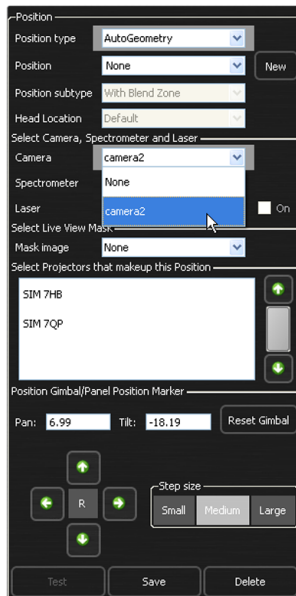 Position
Position type AutoGeometry
Position None New
Position subtype With Blend Zone
Head Location Default
Select Camera, Spectrometer and Laser
Camera camera2
Spectrometer None
Laser camera2 On
Select Live View Mask
Mask image None
Select Projectors that makeup this Position
SIM 7HB
SIM 7QP
Position Gimbal/Panel Position Marker
Pan: 6.99 Tilt: -18.19 Reset Gimbal
Step size
R Small Medium Large
Test Save Delete